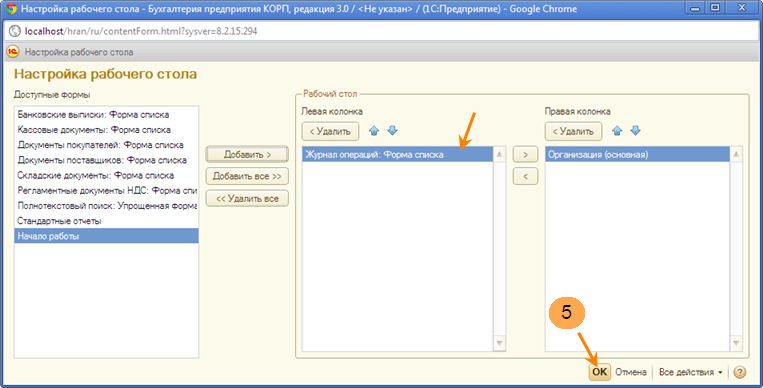 Настройка рабочего стола - Бухгалтерия предприятия КОРП, редакция 3.0 / <Не указан> / (1С:Предприятие) - Google Chrome
localhost/hran/ru/contentForm.html?sysver=8.2.15.294
1С Настройка рабочего стола
Настройка рабочего стола
Доступные формы
Банковские выписки: Форма списка
Кассовые документы: Форма списка
Документы покупателей: Форма списка
Документы поставщиков: Форма списка
Складские документы: Форма списка
Регламентные документы НДС: Форма спи
Полнотекстовый поиск: Упрощенная форма
Стандартные отчеты
Начало работы
Добавить >
Добавить все >>
<< Удалить все
Рабочий стол
Левая колонка
< Удалить
Журнал операций: Форма списка
>
<
Правая колонка
< Удалить
Организация (основная)
5
OK Отмена Все действия ?